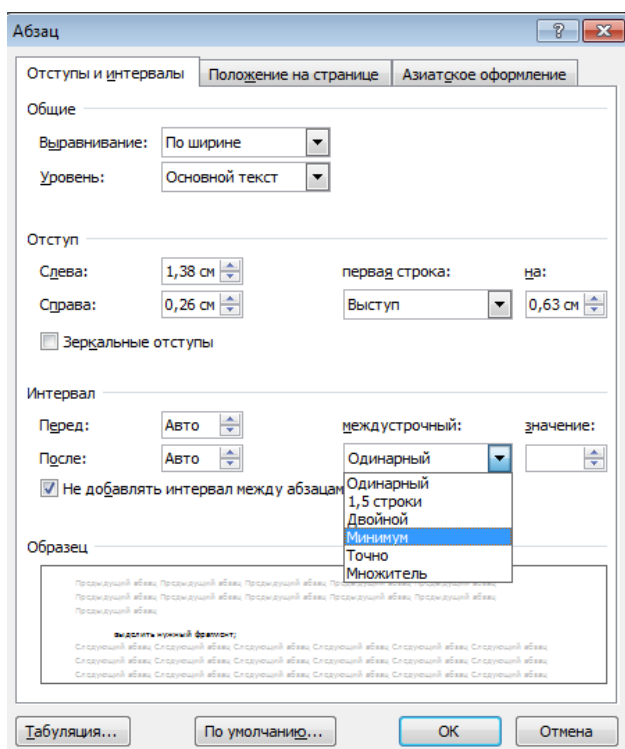 Абзац
Отступы и интервалы Положение на странице Азиатское оформление
Общие
Выравнивание: По ширине
Уровень: Основной текст
Отступ
Слева: 1,38 см первая строка: на:
Справа: 0,26 см Выступ 0,63 см
Зеркальные отступы
Интервал
Перед: Авто междустрочный: значение:
После: Авто Одинарный
Не добавлять интервал между абзацам
Одинарный
1,5 строки
Двойной
Минимум
Точно
Множитель
Образец
Предыдущий абзац Предыдущий абзац Предыдущий абзац Предыдущий абзац Предыдущий абзац Предыдущий абзац
Предыдущий абзац Предыдущий абзац Предыдущий абзац Предыдущий абзац Предыдущий абзац Предыдущий абзац
Предыдущий абзац
выделить нужный фрагмент;
Следующий абзац Следующий абзац Следующий абзац Следующий абзац Следующий абзац Следующий абзац Следующий абзац
Следующий абзац Следующий абзац Следующий абзац Следующий абзац Следующий абзац Следующий абзац Следующий абзац
Следующий абзац Следующий абзац Следующий абзац Следующий абзац Следующий абзац Следующий абзац Следующий абзац
Табуляция... По умолчанию... ОК Отмена